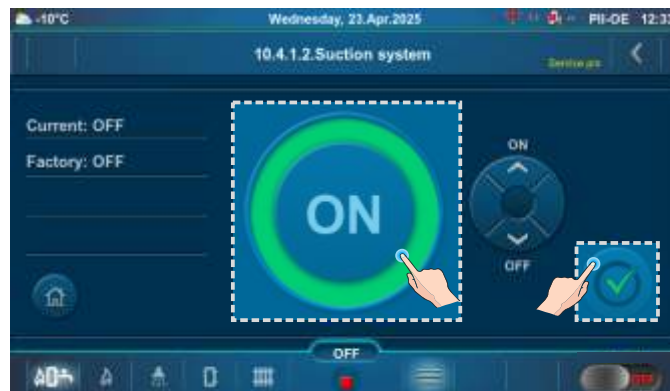 -10°C Wednesday, 23.Apr.2025 PII-OE 12:33
10.4.1.2.Suction system
Current: OFF
Factory: OFF
ON
ON
OFF
OFF